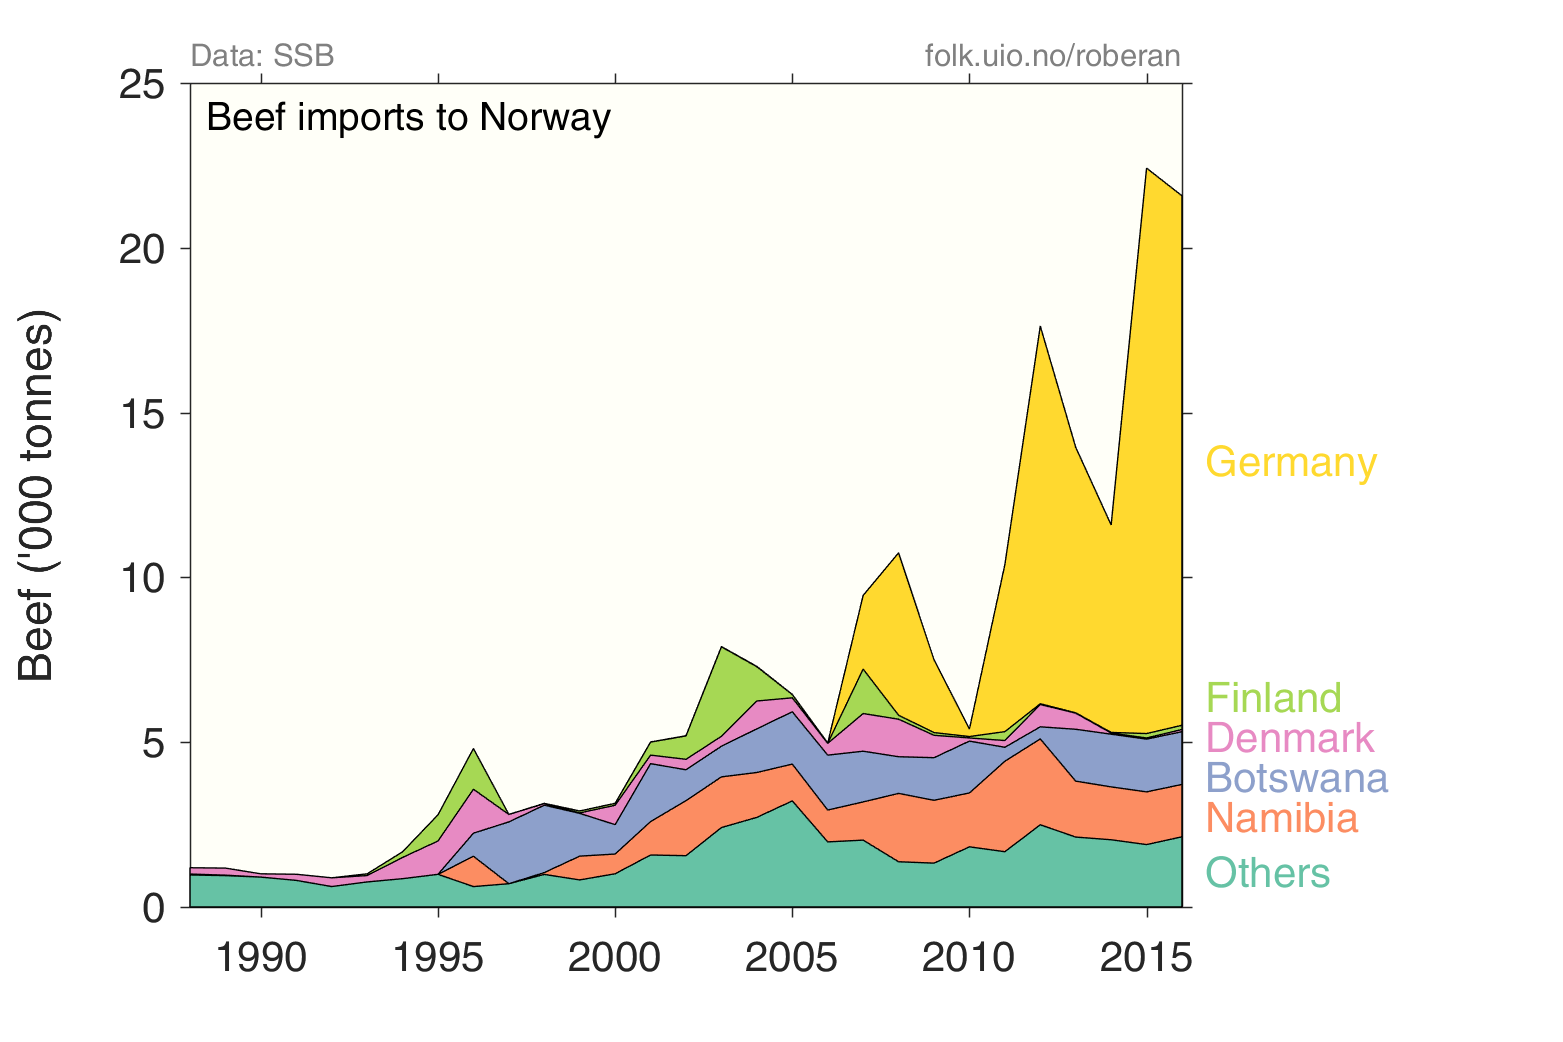 Data: SSB
folk.uio.no/roberan
Beef imports to Norway
Beef ('000 tonnes)
25
20
15
10
5
0
1990
1995
2000
2005
2010
2015
Germany
Finland
Denmark
Botswana
Namibia
Others